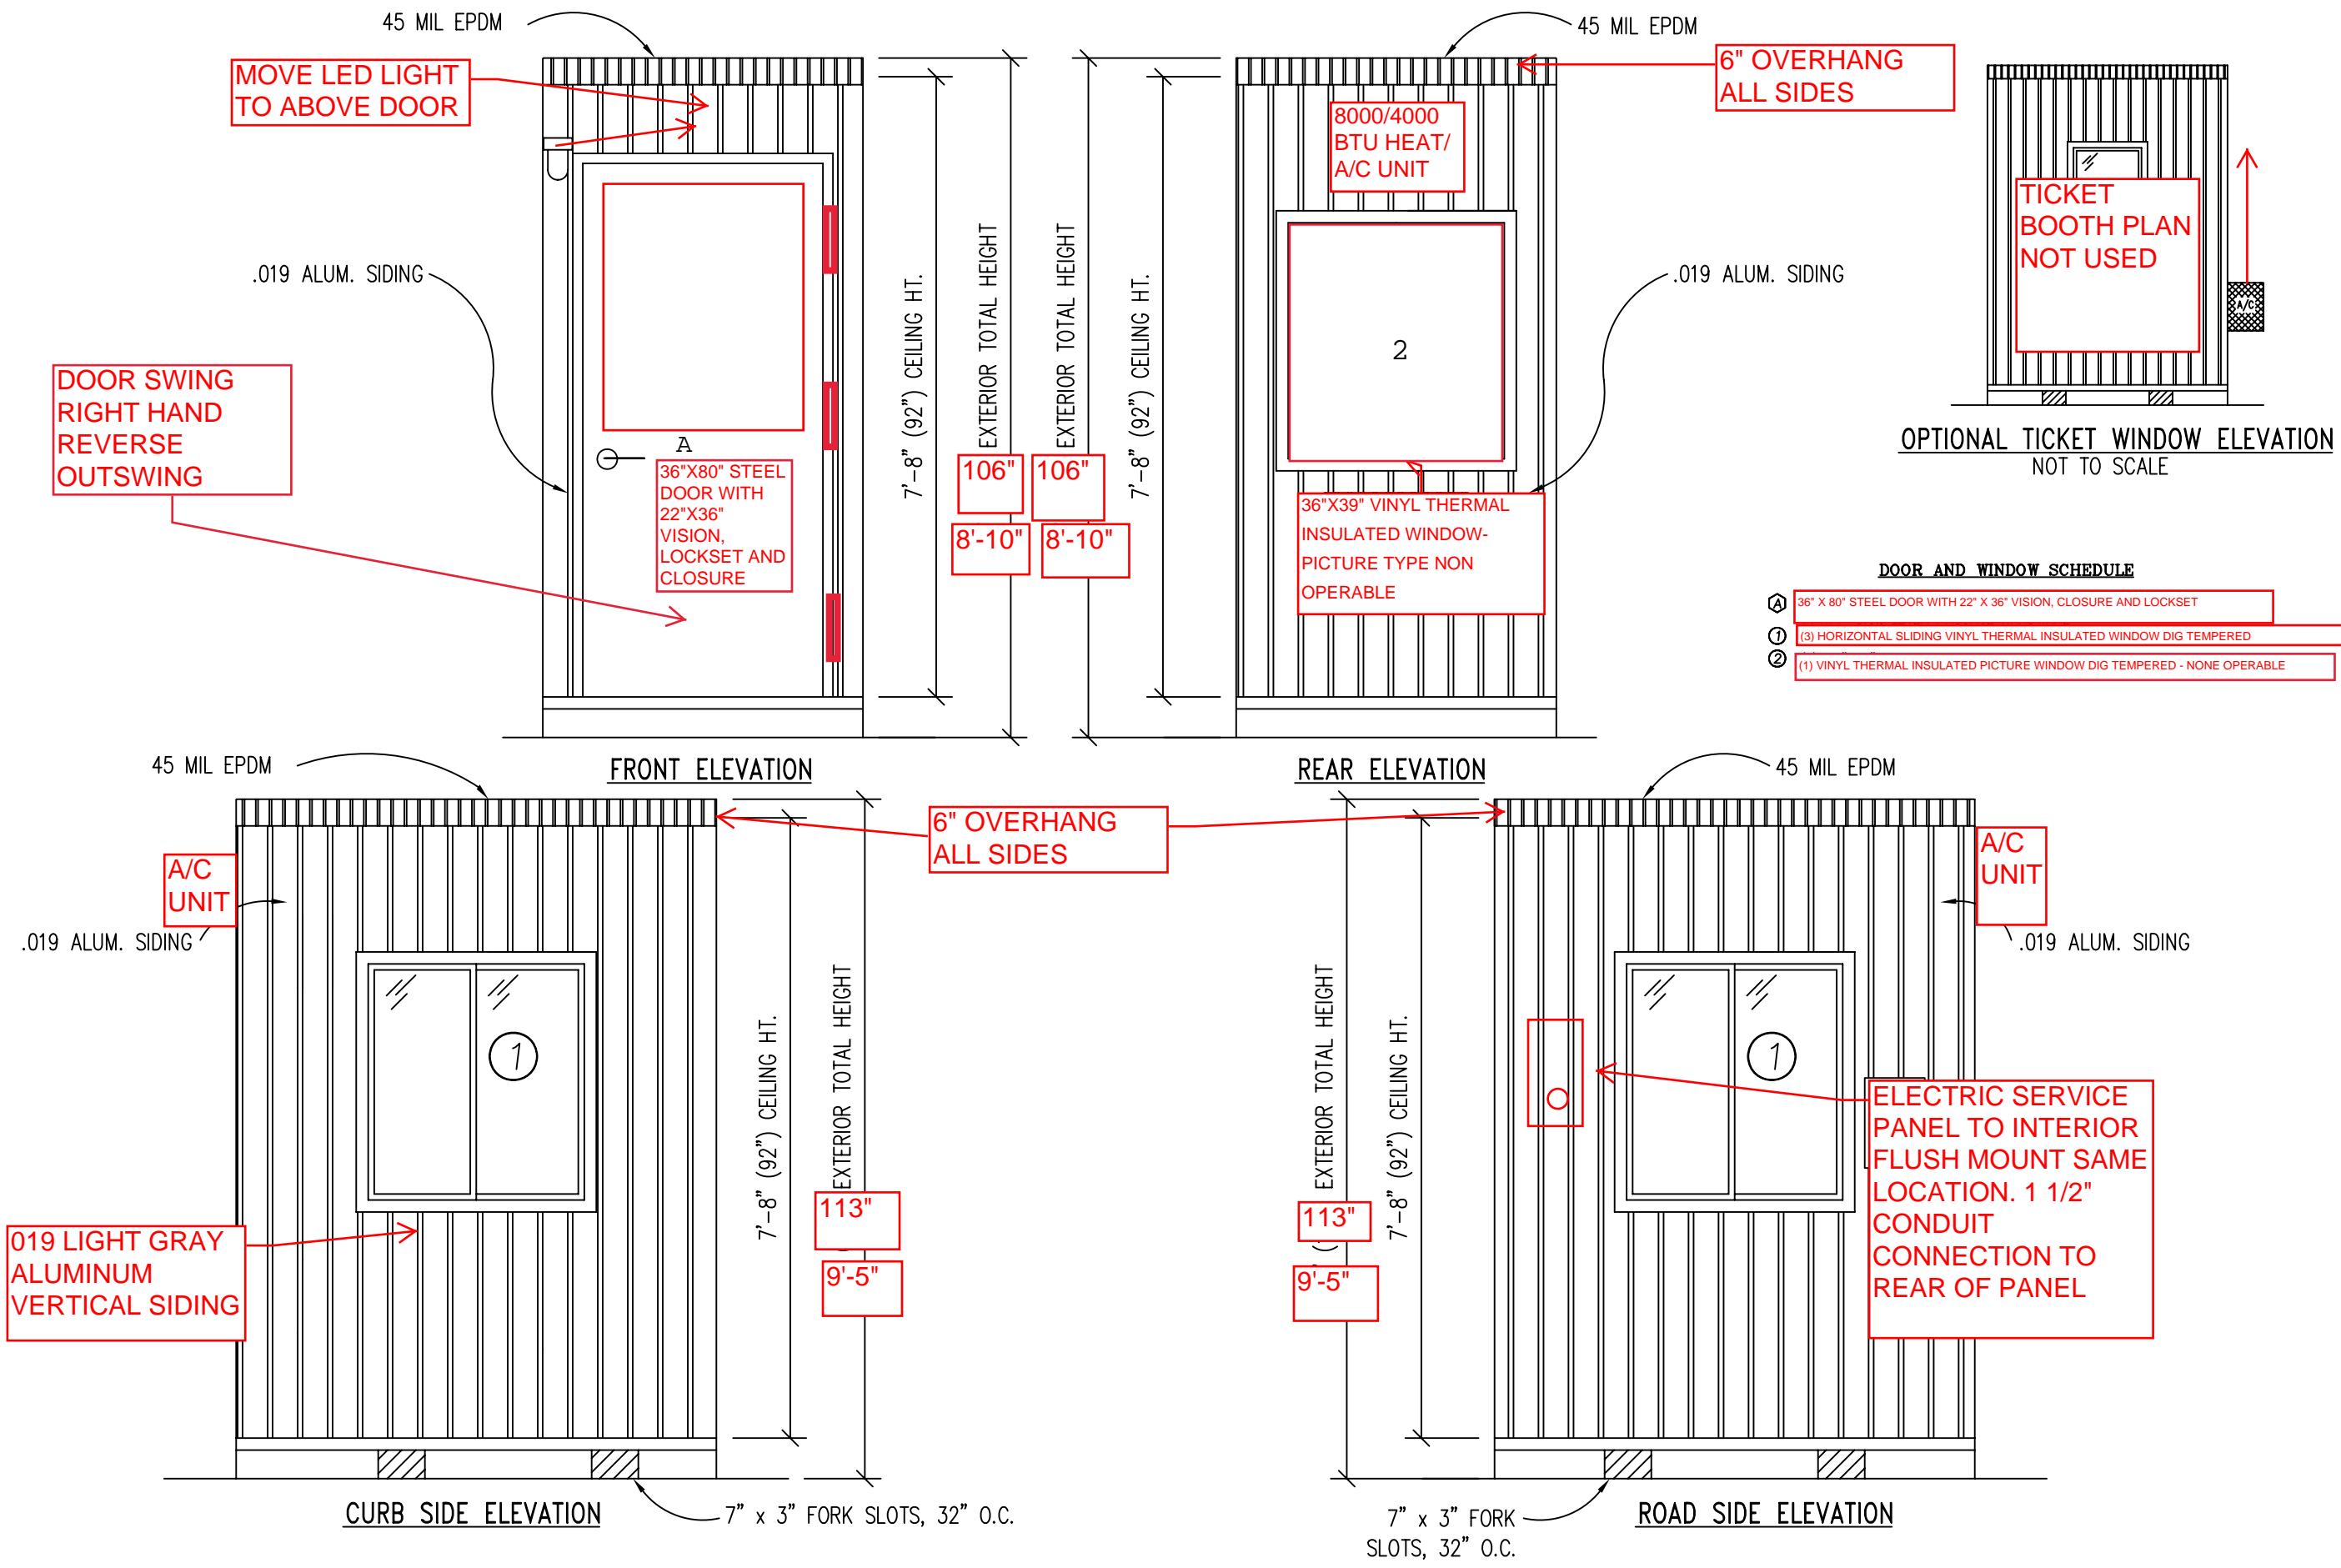 45 MIL EPDM
MOVE LED LIGHT
TO ABOVE DOOR
.019 ALUM. SIDING
DOOR SWING
RIGHT HAND
REVERSE
OUTSWING
A
36"X80" STEEL
DOOR WITH
22"X36"
VISION,
LOCKSET AND
CLOSURE
7'-8" (92") CEILING HT.
EXTERIOR TOTAL HEIGHT
106"
8'-10"
FRONT ELEVATION
45 MIL EPDM
6" OVERHANG
ALL SIDES
8000/4000
BTU HEAT/
A/C UNIT
EXTERIOR TOTAL HEIGHT
106"
8'-10"
7'-8" (92") CEILING HT.
2
.019 ALUM. SIDING
36"X39" VINYL THERMAL
INSULATED WINDOW-
PICTURE TYPE NON
OPERABLE
REAR ELEVATION
TICKET
BOOTH PLAN
NOT USED
A/C
OPTIONAL TICKET WINDOW ELEVATION
NOT TO SCALE
DOOR AND WINDOW SCHEDULE
A 36" X 80" STEEL DOOR WITH 22" X 36" VISION, CLOSURE AND LOCKSET
1 (3) HORIZONTAL SLIDING VINYL THERMAL INSULATED WINDOW DIG TEMPERED
2 (1) VINYL THERMAL INSULATED PICTURE WINDOW DIG TEMPERED - NONE OPERABLE
45 MIL EPDM
A/C
UNIT
.019 ALUM. SIDING
019 LIGHT GRAY
ALUMINUM
VERTICAL SIDING
1
7'-8" (92") CEILING HT.
EXTERIOR TOTAL HEIGHT
113"
9'-5"
7" x 3" FORK SLOTS, 32" O.C.
CURB SIDE ELEVATION
6" OVERHANG
ALL SIDES
45 MIL EPDM
A/C
UNIT
.019 ALUM. SIDING
EXTERIOR TOTAL HEIGHT
113"
9'-5"
7'-8" (92") CEILING HT.
1
ELECTRIC SERVICE
PANEL TO INTERIOR
FLUSH MOUNT SAME
LOCATION. 1 1/2"
CONDUIT
CONNECTION TO
REAR OF PANEL
7" x 3" FORK
SLOTS, 32" O.C.
ROAD SIDE ELEVATION